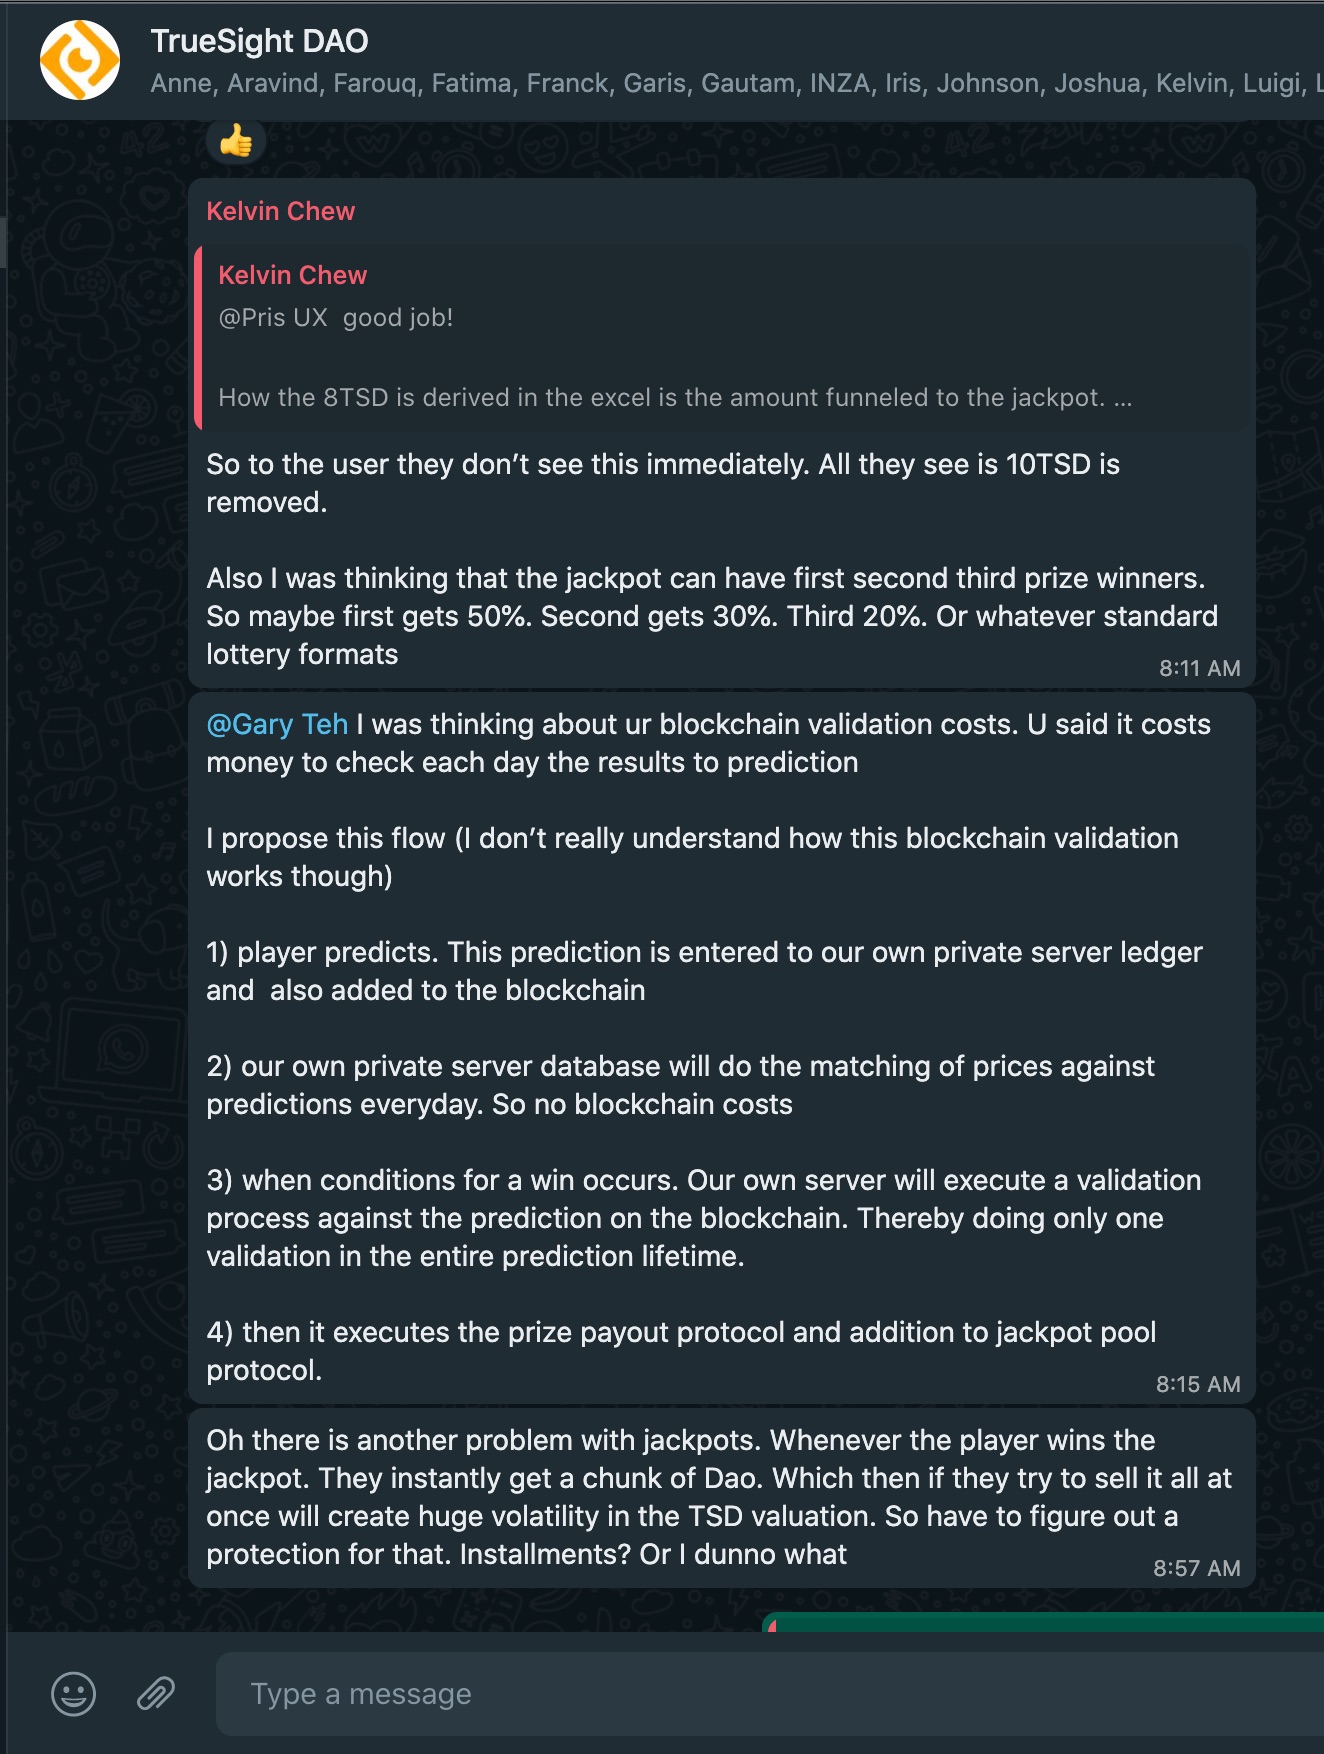 TrueSight DAO
Anne, Aravind, Farouq, Fatima, Franck, Garis, Gautam, INZA, Iris, Johnson, Joshua, Kelvin, Luigi, L
Kelvin Chew
Kelvin Chew
@Pris UX  good job!
How the 8TSD is derived in the excel is the amount funneled to the jackpot. ...
So to the user they don’t see this immediately. All they see is 10TSD is
removed.
Also I was thinking that the jackpot can have first second third prize winners.
So maybe first gets 50%. Second gets 30%. Third 20%. Or whatever standard
lottery formats
8:11 AM
@Gary Teh I was thinking about ur blockchain validation costs. U said it costs
money to check each day the results to prediction
I propose this flow (I don’t really understand how this blockchain validation
works though)
1) player predicts. This prediction is entered to our own private server ledger
and  also added to the blockchain
2) our own private server database will do the matching of prices against
predictions everyday. So no blockchain costs
3) when conditions for a win occurs. Our own server will execute a validation
process against the prediction on the blockchain. Thereby doing only one
validation in the entire prediction lifetime.
4) then it executes the prize payout protocol and addition to jackpot pool
protocol.
8:15 AM
Oh there is another problem with jackpots. Whenever the player wins the
jackpot. They instantly get a chunk of Dao. Which then if they try to sell it all at
once will create huge volatility in the TSD valuation. So have to figure out a
protection for that. Installments? Or I dunno what
8:57 AM
Type a message